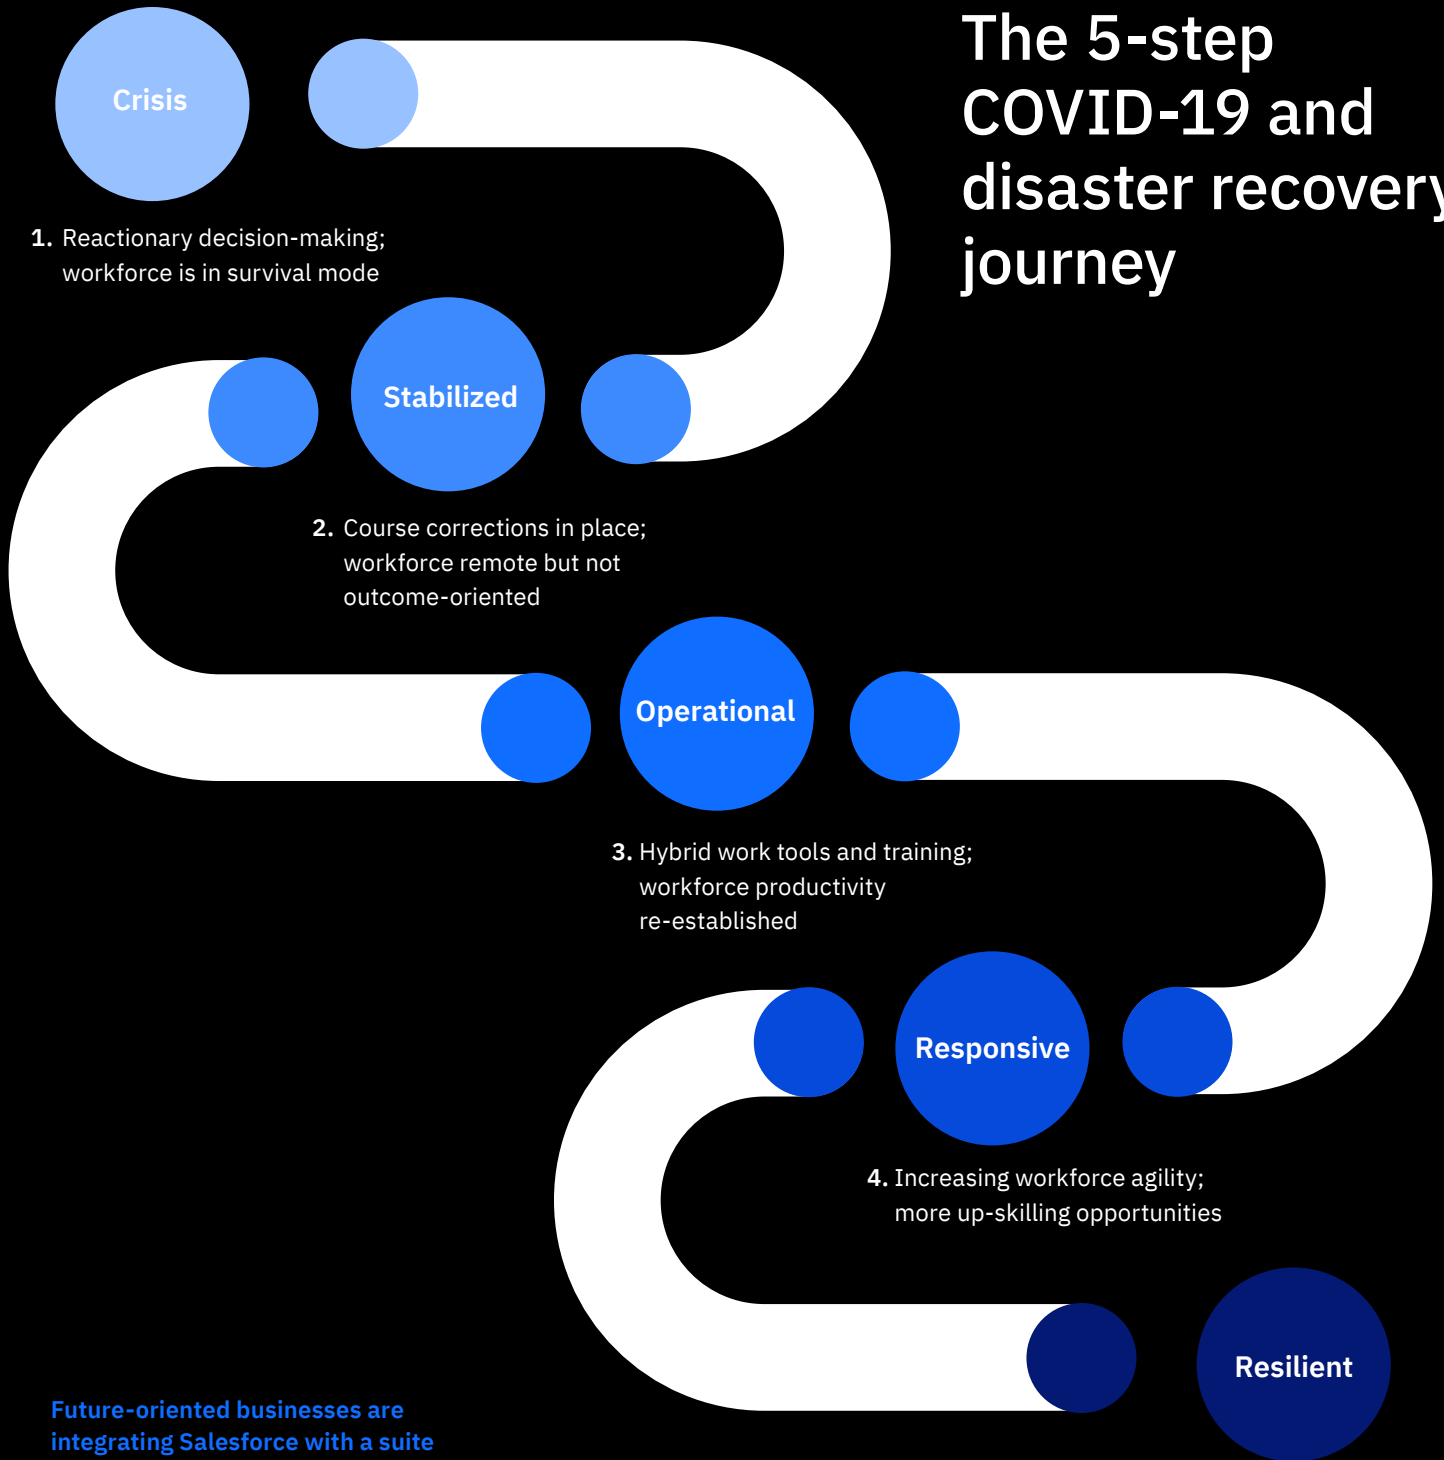 The 5-step
COVID-19 and
disaster recovery
journey
Crisis
1. Reactionary decision-making;
workforce is in survival mode
Stabilized
2. Course corrections in place;
workforce remote but not
outcome-oriented
Operational
3. Hybrid work tools and training;
workforce productivity
re-established
Responsive
4. Increasing workforce agility;
more up-skilling opportunities
Resilient
Future-oriented businesses are
integrating Salesforce with a suite